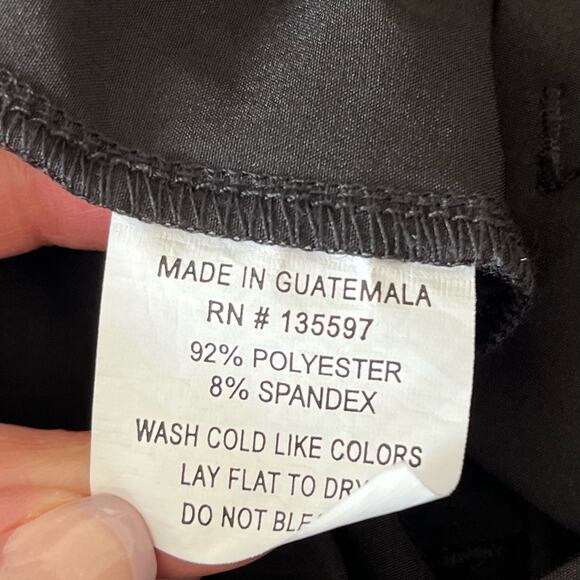 MADE IN GUATEMALA
RN # 135597
92% POLYESTER
8% SPANDEX
WASH COLD LIKE COLORS
LAY FLAT TO DRY
DO NOT